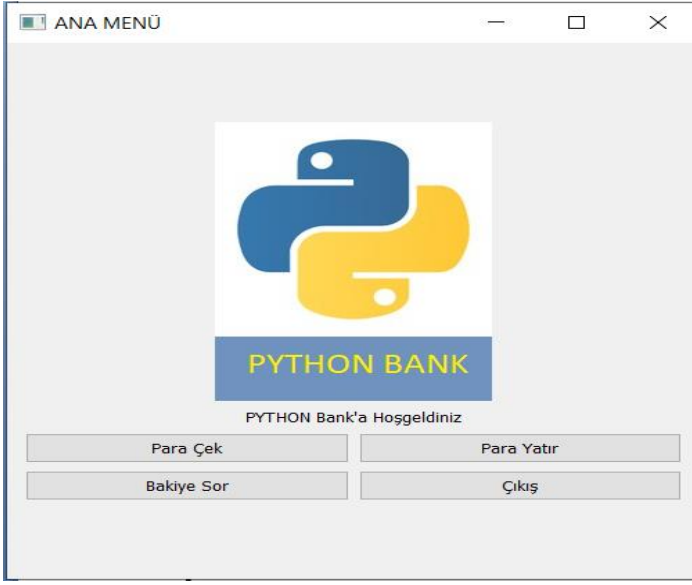 ANA MENÜ
PYTHON BANK
PYTHON Bank'a Hoşgeldiniz
Para Çek
Para Yatır
Bakiye Sor
Çıkış